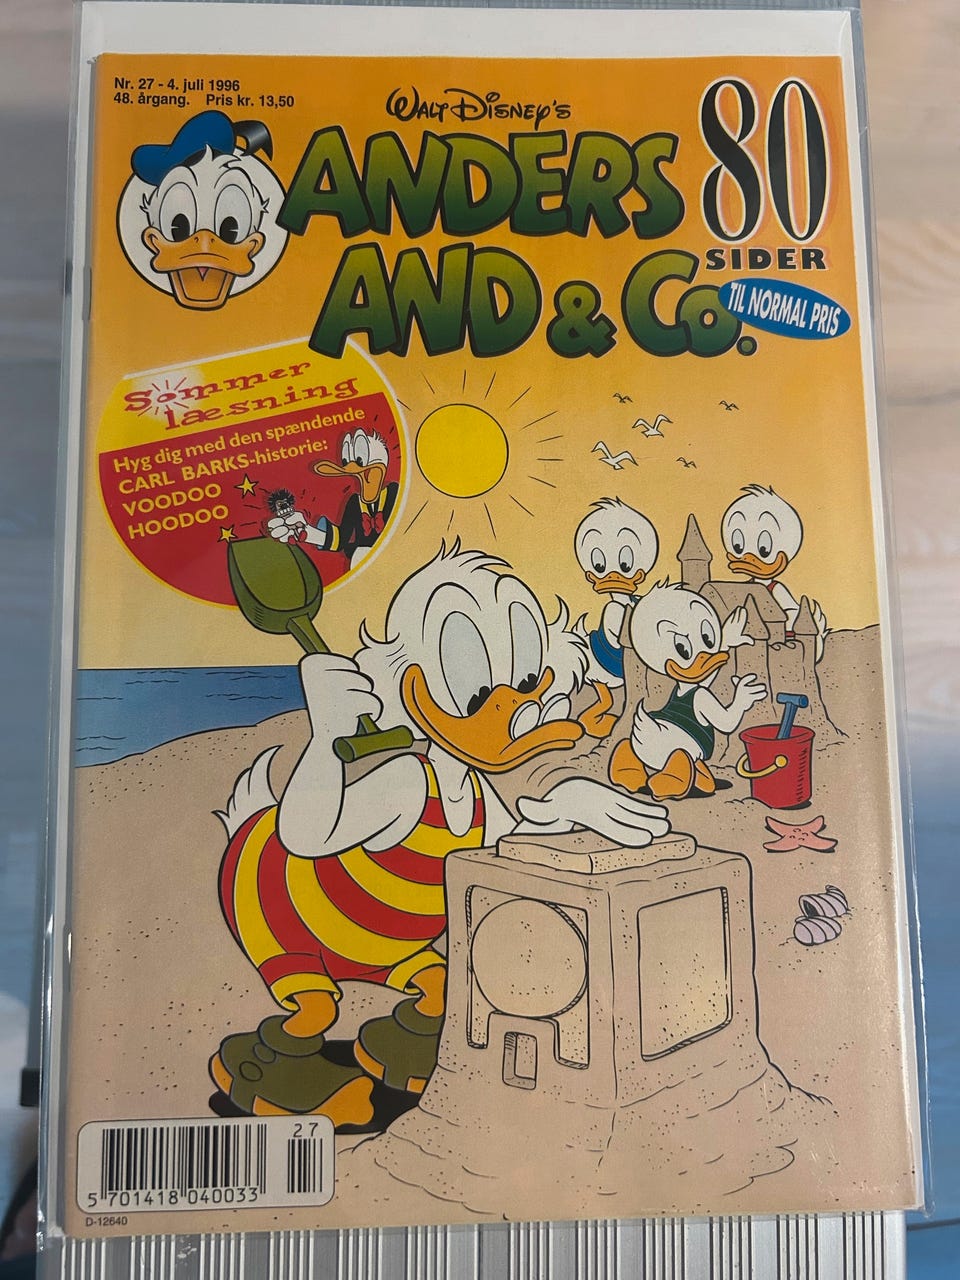 Nr. 27 - 4. juli 1996
48. årgang. Pris kr. 13,50
WALT DISNEY'S
ANDERS
AND & Co.
80
SIDER
TIL NORMAL PRIS
Sommer
læsning
Hyg dig med den spændende
CARL BARKS-historie:
VOODOO
HOODOO
27
5 701418 040033
D-12640